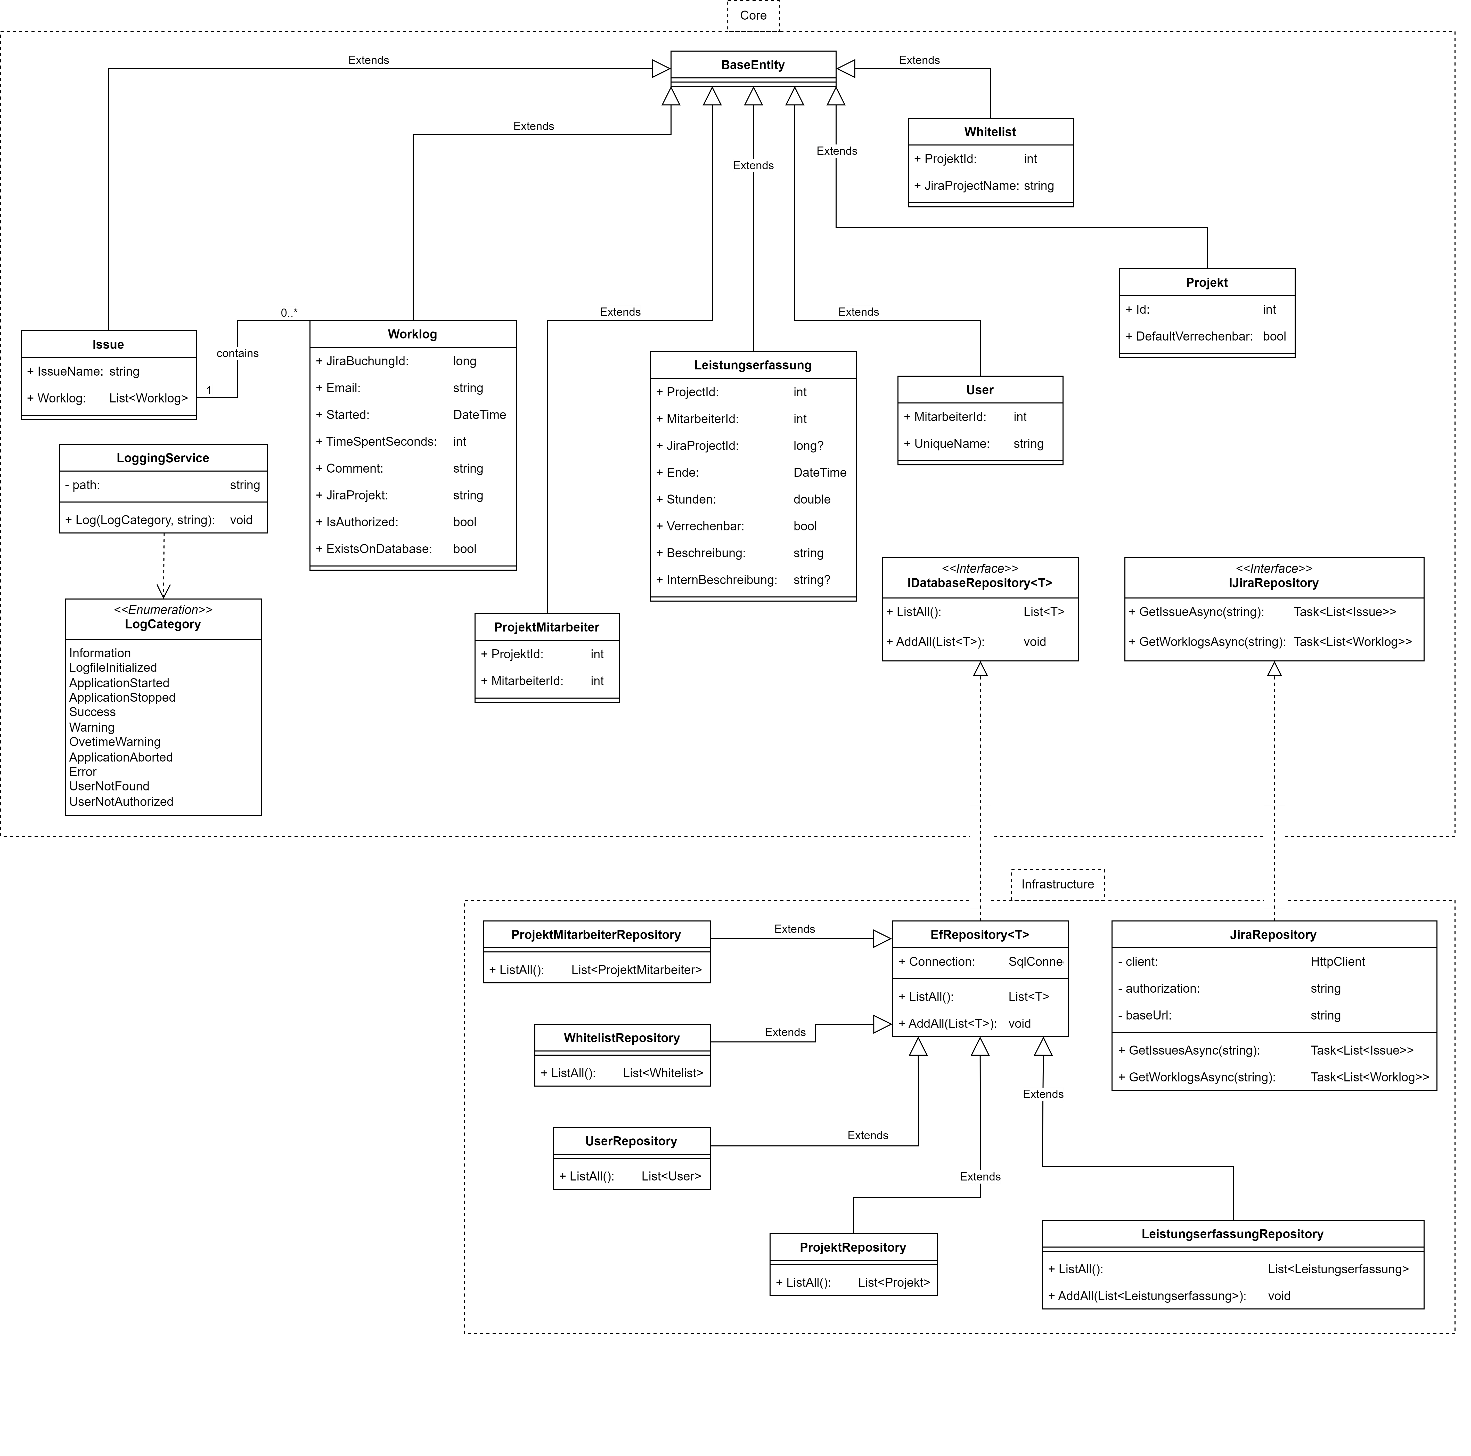 Core
BaseEntity
Extends
Extends
Extends
Extends
Extends
Extends
Extends
Whitelist
+ ProjektId: int
+ JiraProjectName: string
Projekt
+ Id: int
+ DefaultVerrechenbar: bool
Issue
+ IssueName: string
+ Worklog: List<Worklog>
1
contains
0..*
Worklog
+ JiraBuchungId: long
+ Email: string
+ Started: DateTime
+ TimeSpentSeconds: int
+ Comment: string
+ JiraProjekt: string
+ IsAuthorized: bool
+ ExistsOnDatabase: bool
Leistungserfassung
+ ProjectId: int
+ MitarbeiterId: int
+ JiraProjectId: long?
+ Ende: DateTime
+ Stunden: double
+ Verrechenbar: bool
+ Beschreibung: string
+ InternBeschreibung: string?
User
+ MitarbeiterId: int
+ UniqueName: string
LoggingService
- path: string
+ Log(LogCategory, string): void
<<Enumeration>>
LogCategory
Information
LogfileInitialized
ApplicationStarted
ApplicationStopped
Success
Warning
OvetimeWarning
ApplicationAborted
Error
UserNotFound
UserNotAuthorized
ProjektMitarbeiter
+ ProjektId: int
+ MitarbeiterId: int
<<Interface>>
IDatabaseRepository<T>
+ ListAll(): List<T>
+ AddAll(List<T>): void
<<Interface>>
IJiraRepository
+ GetIssueAsync(string): Task<List<Issue>>
+ GetWorklogsAsync(string): Task<List<Worklog>>
Infrastructure
ProjektMitarbeiterRepository
+ ListAll(): List<ProjektMitarbeiter>
Extends
EfRepository<T>
+ Connection: SqlConne
+ ListAll(): List<T>
+ AddAll(List<T>): void
JiraRepository
- client: HttpClient
- authorization: string
- baseUrl: string
+ GetIssuesAsync(string): Task<List<Issue>>
+ GetWorklogsAsync(string): Task<List<Worklog>>
WhitelistRepository
+ ListAll(): List<Whitelist>
Extends
UserRepository
+ ListAll(): List<User>
Extends
Extends
Extends
ProjektRepository
+ ListAll(): List<Projekt>
LeistungserfassungRepository
+ ListAll(): List<Leistungserfassung>
+ AddAll(List<Leistungserfassung>): void